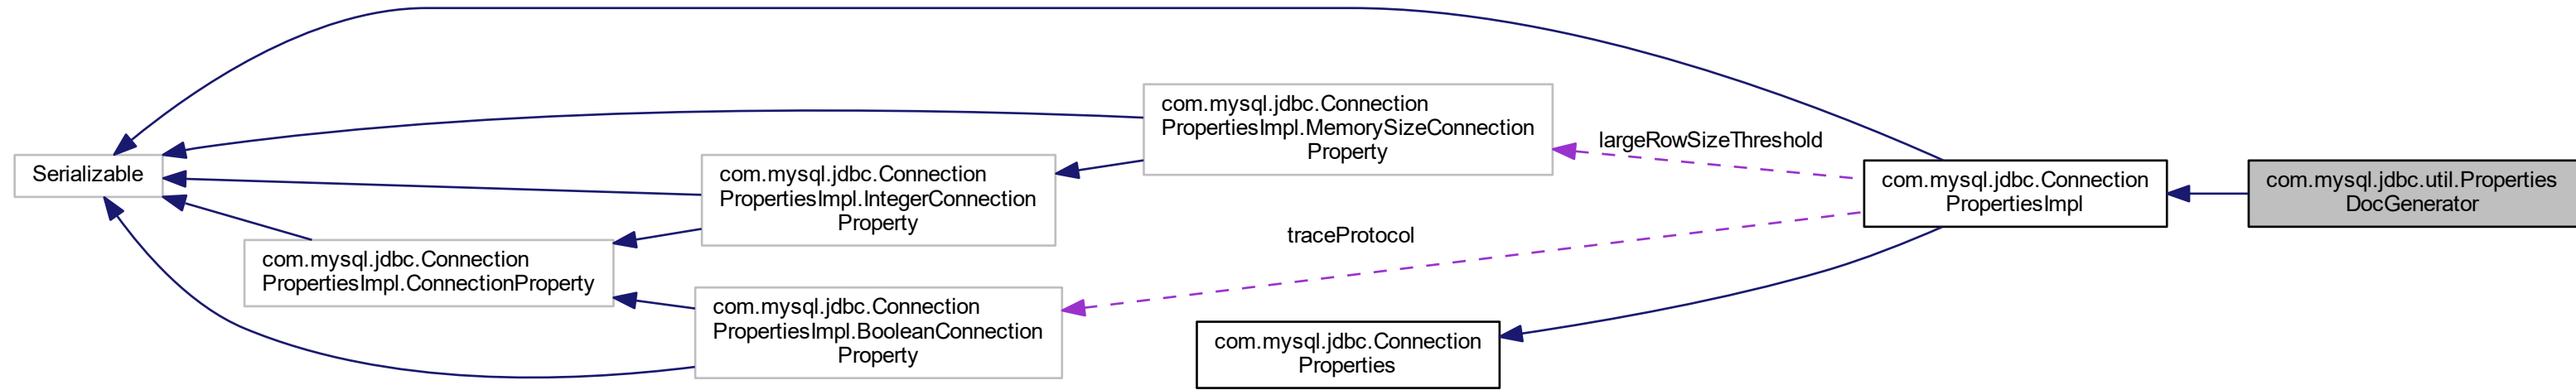 Serializable
com.mysql.jdbc.Connection
PropertiesImpl.ConnectionProperty
com.mysql.jdbc.Connection
PropertiesImpl.IntegerConnection
Property
com.mysql.jdbc.Connection
PropertiesImpl.BooleanConnection
Property
com.mysql.jdbc.Connection
PropertiesImpl.MemorySizeConnection
Property
largeRowSizeThreshold
traceProtocol
com.mysql.jdbc.Connection
Properties
com.mysql.jdbc.Connection
PropertiesImpl
com.mysql.jdbc.util.Properties
DocGenerator